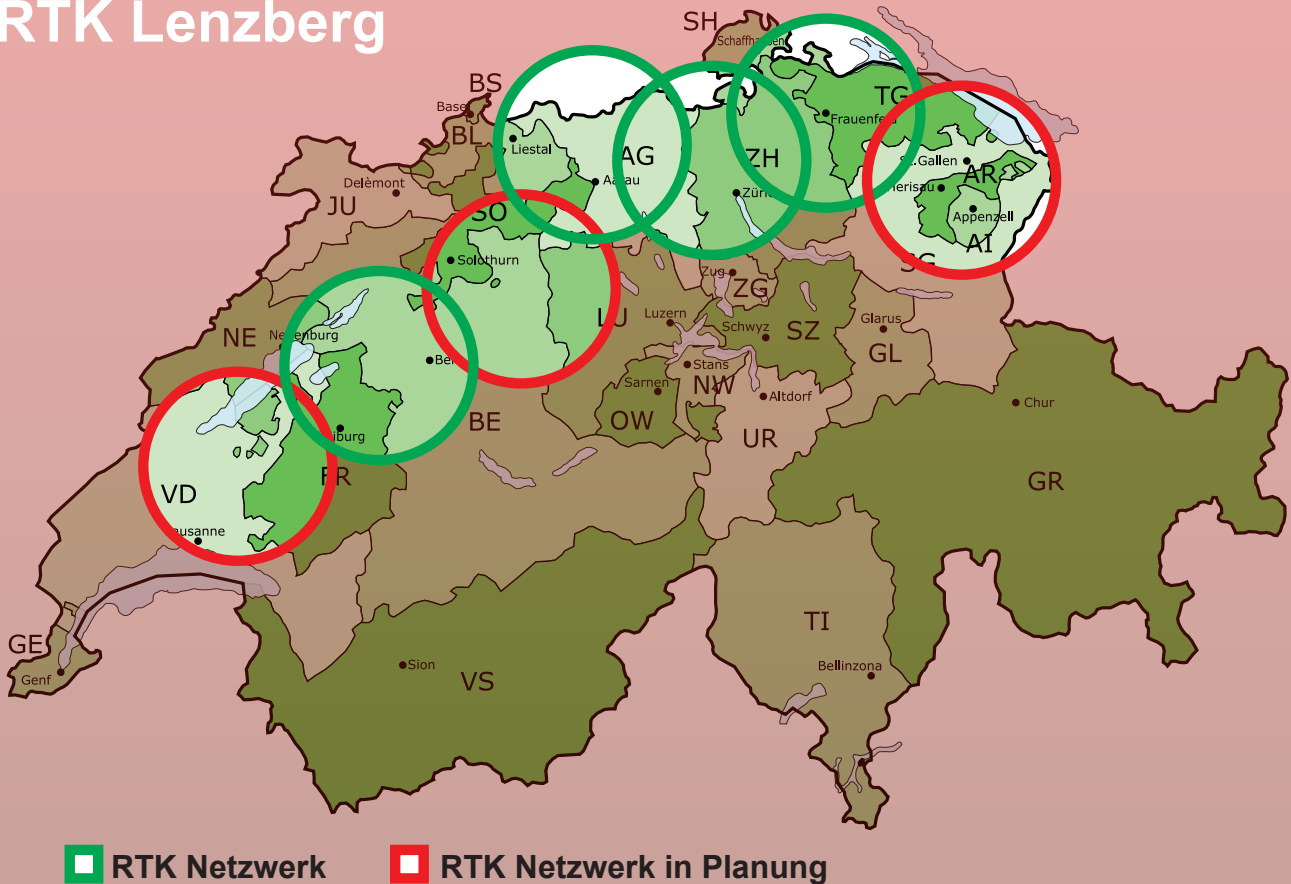 RTK Lenzberg
SH
Schaffhausen
BS
Basel
BL
Liestal
TG
Frauenfeld
AG
ZH
Aarau
Zürich
St.Gallen
AR
Herisau
Appenzell
AI
SG
Delèmont
JU
SO
Solothurn
Zug
ZG
LU
Luzern
Schwyz
SZ
Glarus
GL
NE
Neuenburg
Bern
Stans
NW
Sarnen
OW
Altdorf
UR
Chur
GR
BE
Freiburg
FR
VD
Lausanne
GE
Genf
Sion
VS
TI
Bellinzona
RTK Netzwerk
RTK Netzwerk in Planung